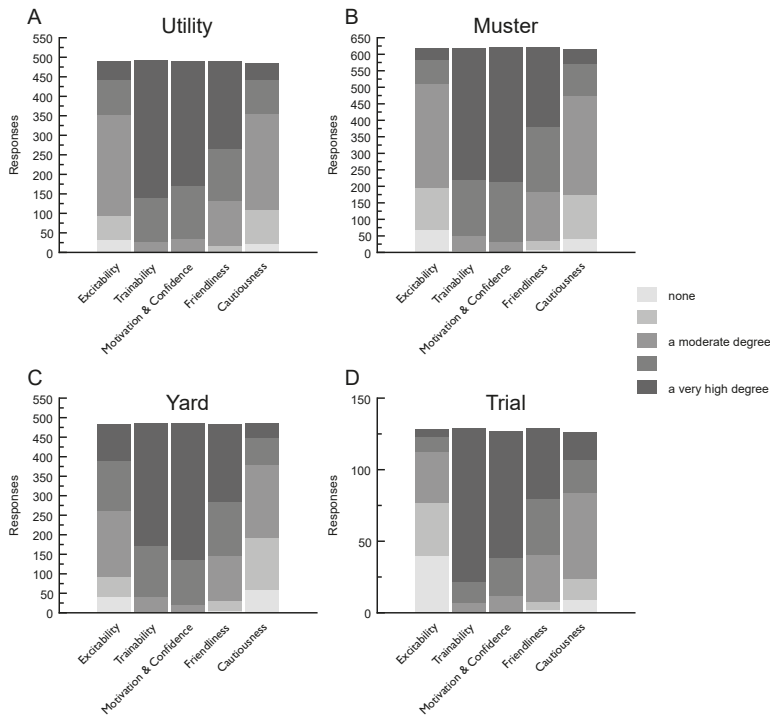 A
Utility
550
500
450
400
350
300
250
200
150
100
50
0
Responses
Excitability
Trainability
Motivation & Confidence
Friendliness
Cautiousness
B
Muster
650
600
550
500
450
400
350
300
250
200
150
100
50
0
Responses
Excitability
Trainability
Motivation & Confidence
Friendliness
Cautiousness
none
a moderate degree
a very high degree
C
Yard
550
500
450
400
350
300
250
200
150
100
50
0
Responses
Excitability
Trainability
Motivation & Confidence
Friendliness
Cautiousness
D
Trial
150
100
50
0
Responses
Excitability
Trainability
Motivation & Confidence
Friendliness
Cautiousness